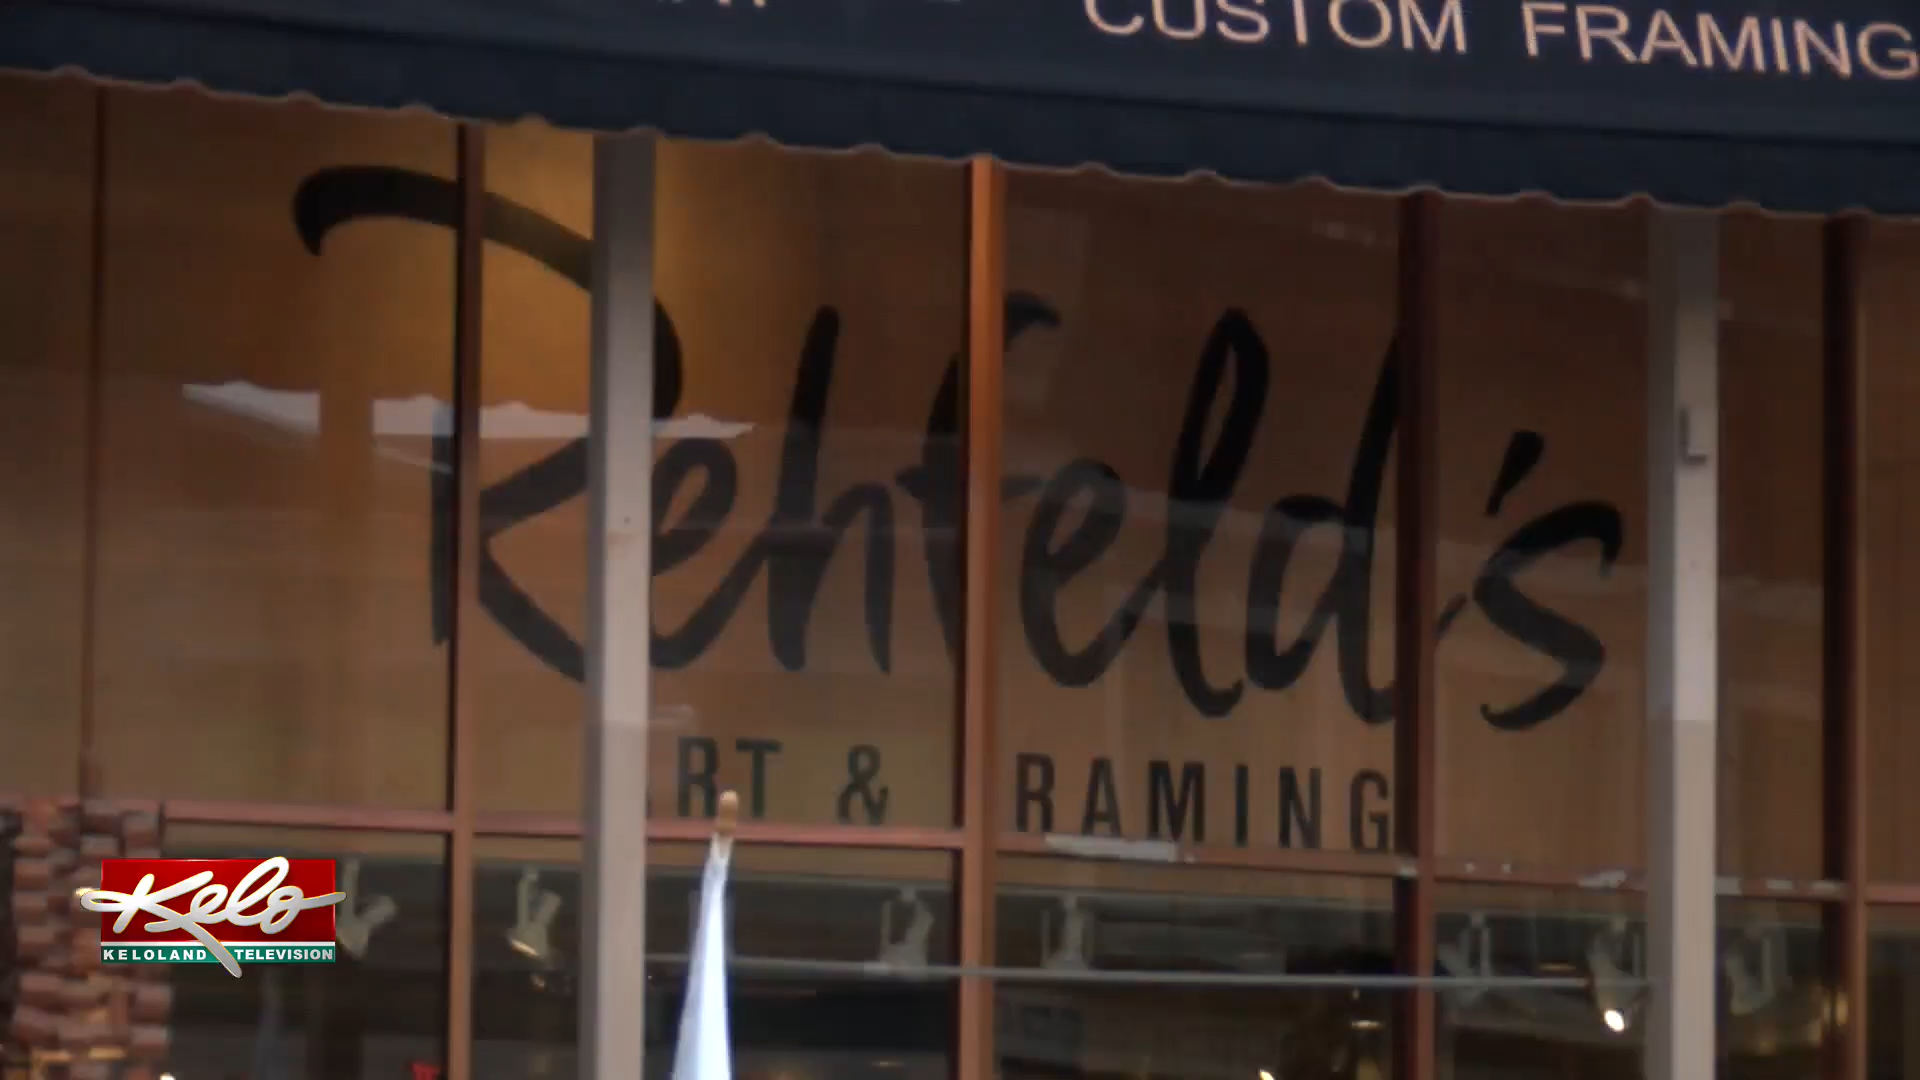 CUSTOM FRAMING
Rehfeld's
RT & RAMING
Kelo
KELOLAND TELEVISION